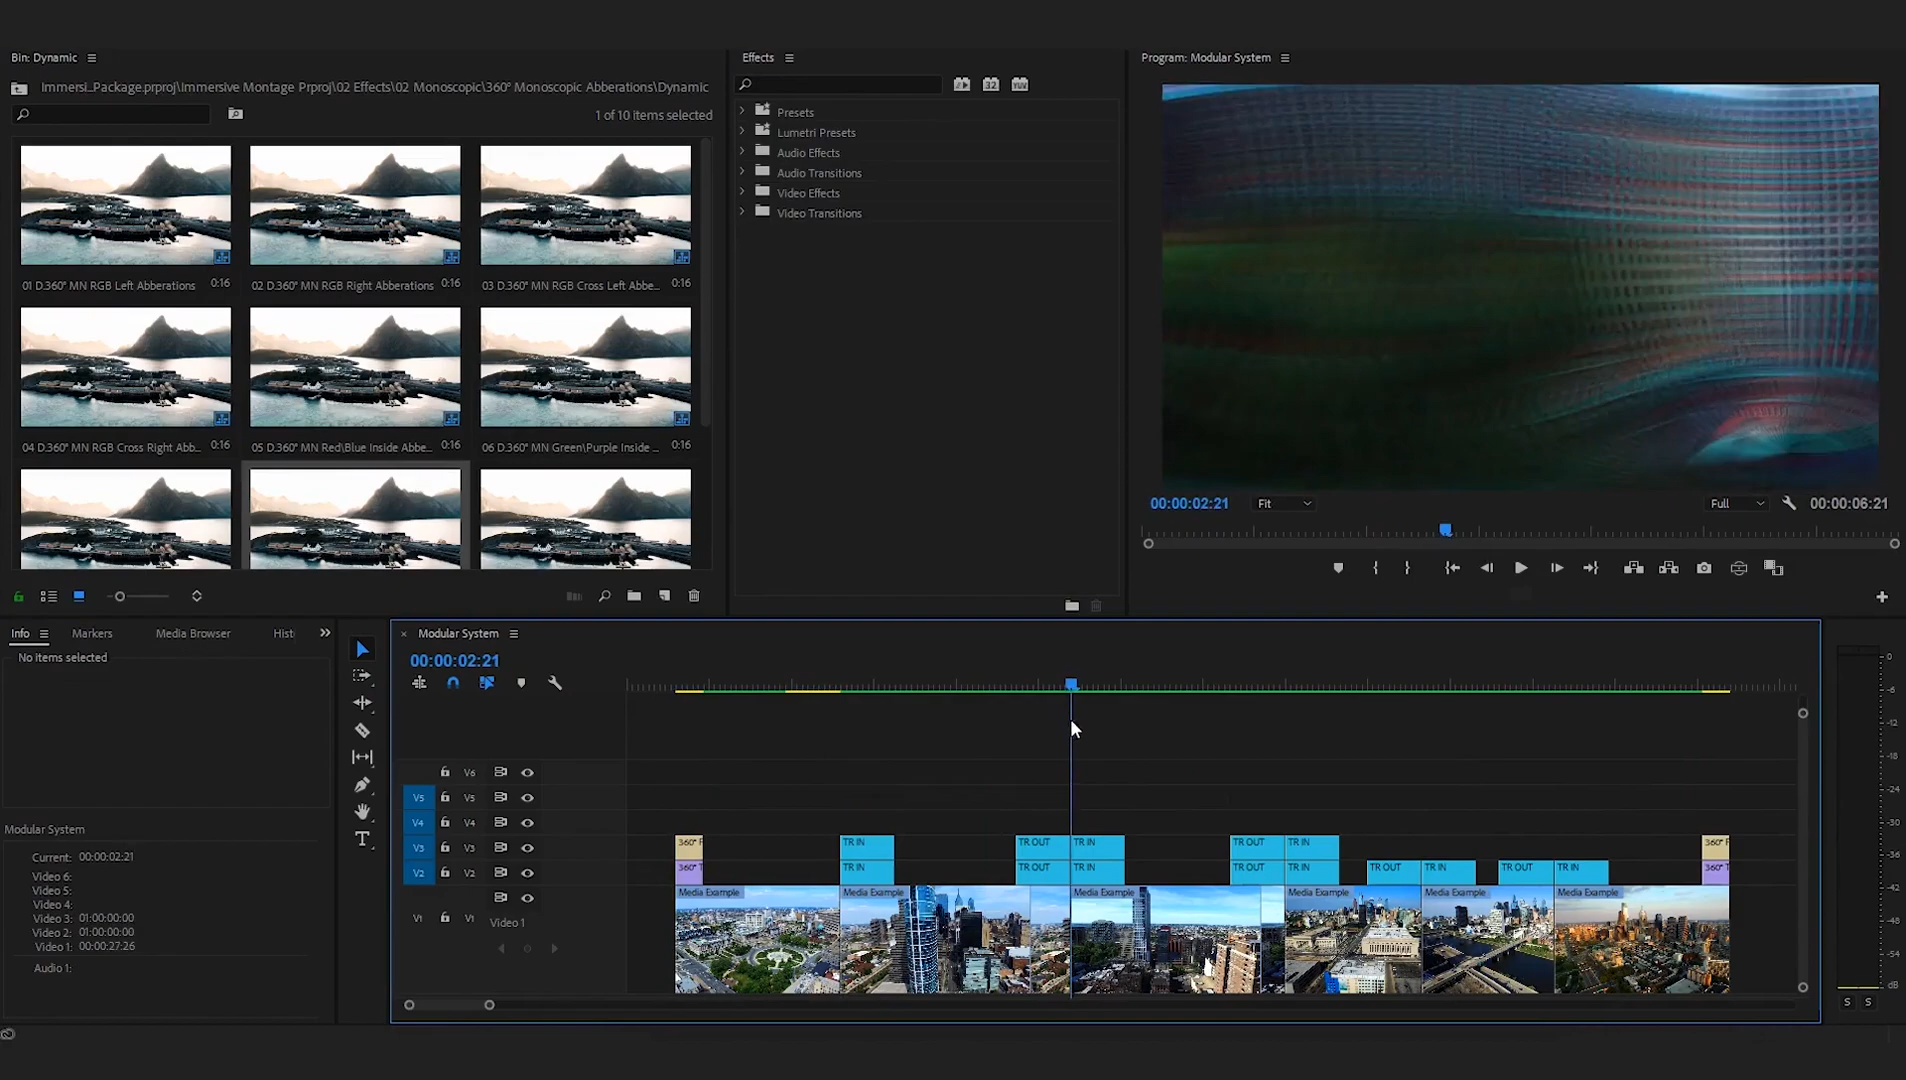 Bin: Dynamic
Immersi_Package.prproj\Immersive Montage Prproj\02 Effects\02 Monoscopic\360° Monoscopic Abberations\Dynamic
1 of 10 items selected
01 D.360° MN RGB Left Abberations 0:16
02 D.360° MN RGB Right Abberations 0:16
03 D.360° MN RGB Cross Left Abbe... 0:16
04 D.360° MN RGB Cross Right Abb... 0:16
05 D.360° MN Red\Blue Inside Abbe... 0:16
06 D.360° MN Green\Purple Inside ... 0:16
Effects
32
YUV
Presets
Lumetri Presets
Audio Effects
Audio Transitions
Video Effects
Video Transitions
Program: Modular System
00:00:02:21
Fit
Full
00:00:06:21
Info
Markers
Media Browser
Hist
No items selected
Modular System
Current: 00:00:02:21
Video 6:
Video 5:
Video 4:
Video 3: 01:00:00:00
Video 2: 01:00:00:00
Video 1: 00:00:27:26
Audio 1:
T
× Modular System
00:00:02:21
V6
V5 V5
V4 V4
V3 V3
V2 V2
V1 V1
Video 1
360° F TR IN TR OUT TR IN TR OUT TR IN 360° F
360° T TR IN TR OUT TR IN TR OUT TR IN TR OUT TR IN TR OUT TR IN 360° T
Media Example Media Example Media Example Media Example Media Example Media Example
0
-6
-12
-18
-24
-30
-36
-42
-48
-54
dB
S S